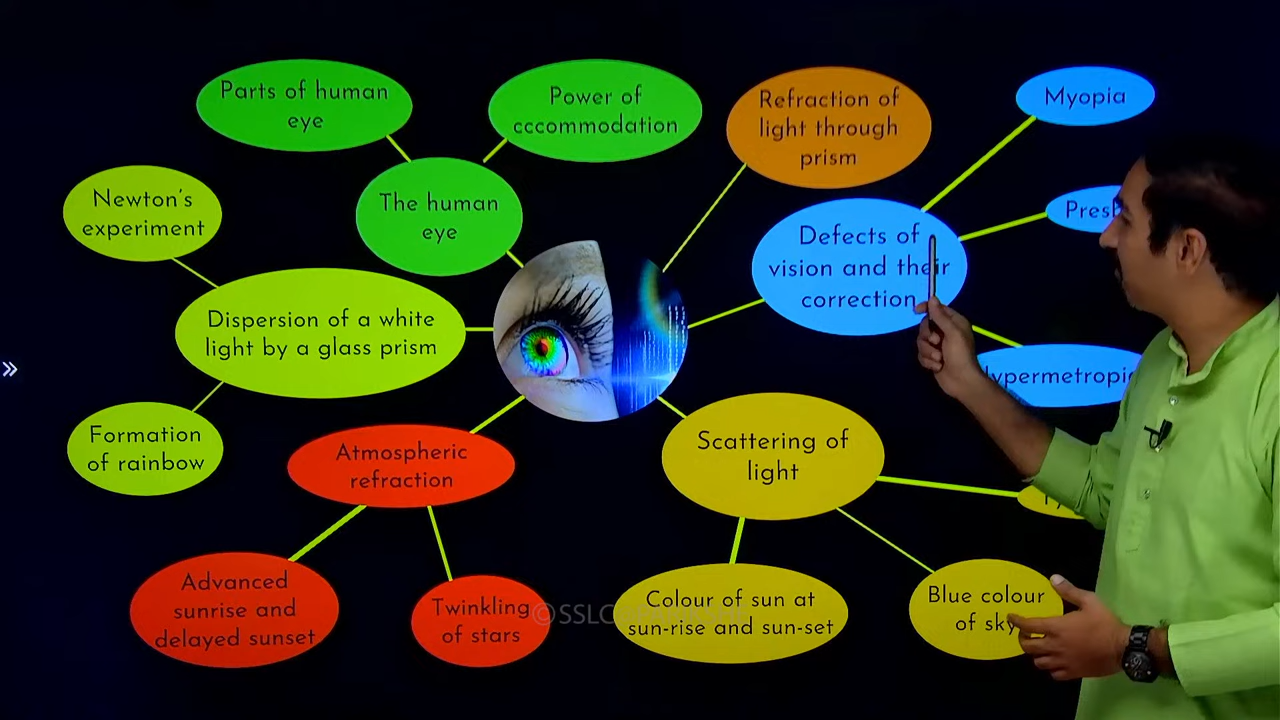 Parts of human
eye
Power of
cccommodation
Refraction of
light through
prism
Myopia
Newton's
experiment
The human
eye
Defects of
vision and their
correction
Dispersion of a white
light by a glass prism
Hypermetropia
Formation
of rainbow
Atmospheric
refraction
Scattering of
light
Advanced
sunrise and
delayed sunset
Twinkling
of stars
Colour of sun at
sun-rise and sun-set
Blue colour
of sky